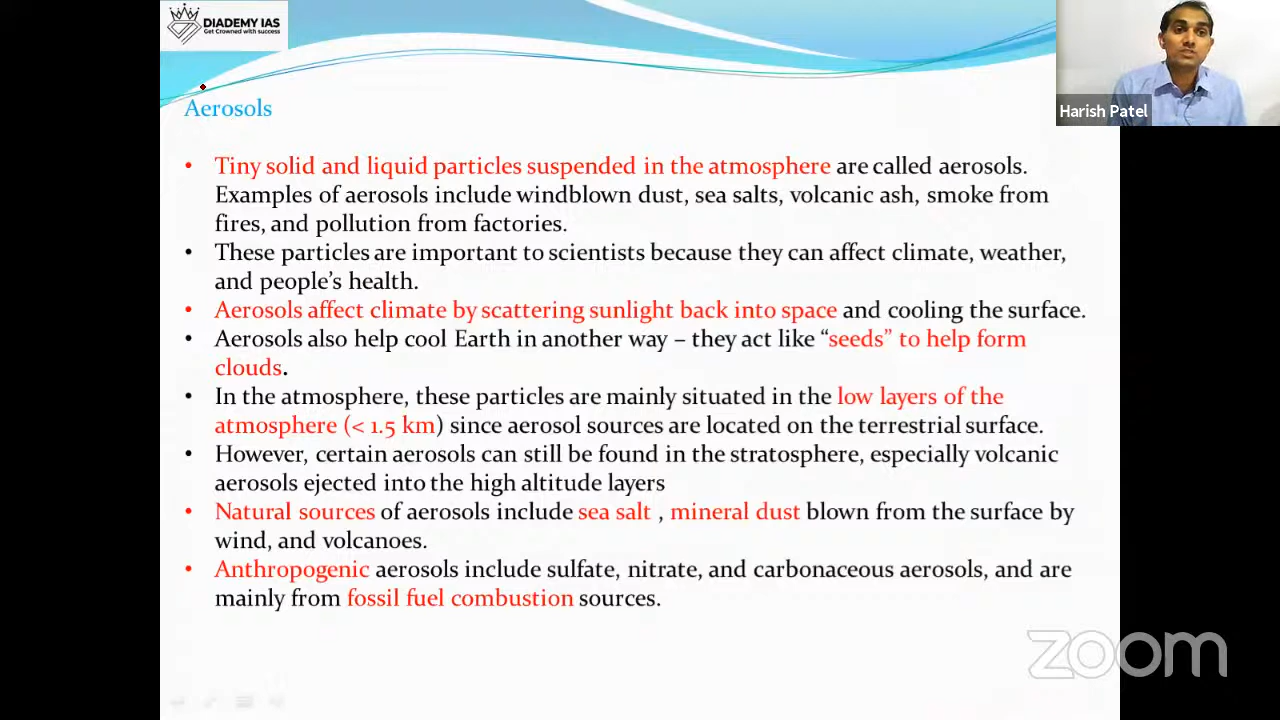 DIADEMY IAS
Get Crowned with success
Harish Patel
Aerosols
• Tiny solid and liquid particles suspended in the atmosphere are called aerosols.
Examples of aerosols include windblown dust, sea salts, volcanic ash, smoke from
fires, and pollution from factories.
• These particles are important to scientists because they can affect climate, weather,
and people’s health.
• Aerosols affect climate by scattering sunlight back into space and cooling the surface.
• Aerosols also help cool Earth in another way – they act like “seeds” to help form
clouds.
• In the atmosphere, these particles are mainly situated in the low layers of the
atmosphere (< 1.5 km) since aerosol sources are located on the terrestrial surface.
• However, certain aerosols can still be found in the stratosphere, especially volcanic
aerosols ejected into the high altitude layers
• Natural sources of aerosols include sea salt , mineral dust blown from the surface by
wind, and volcanoes.
• Anthropogenic aerosols include sulfate, nitrate, and carbonaceous aerosols, and are
mainly from fossil fuel combustion sources.
zoom